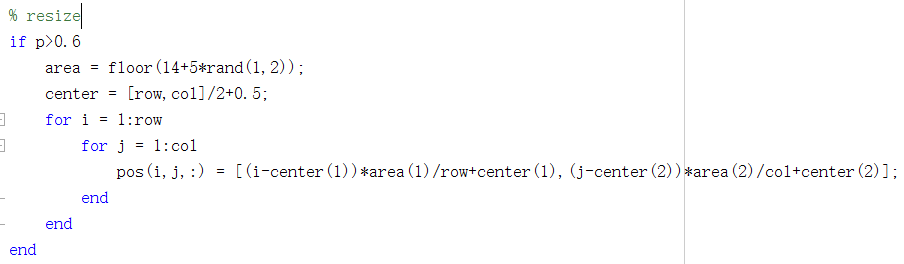 % resize
if p>0.6
    area = floor(14+5*rand(1,2));
    center = [row,col]/2+0.5;
    for i = 1:row
        for j = 1:col
            pos(i,j,:) = [(i-center(1))*area(1)/row+center(1),(j-center(2))*area(2)/col+center(2)];
        end
    end
end